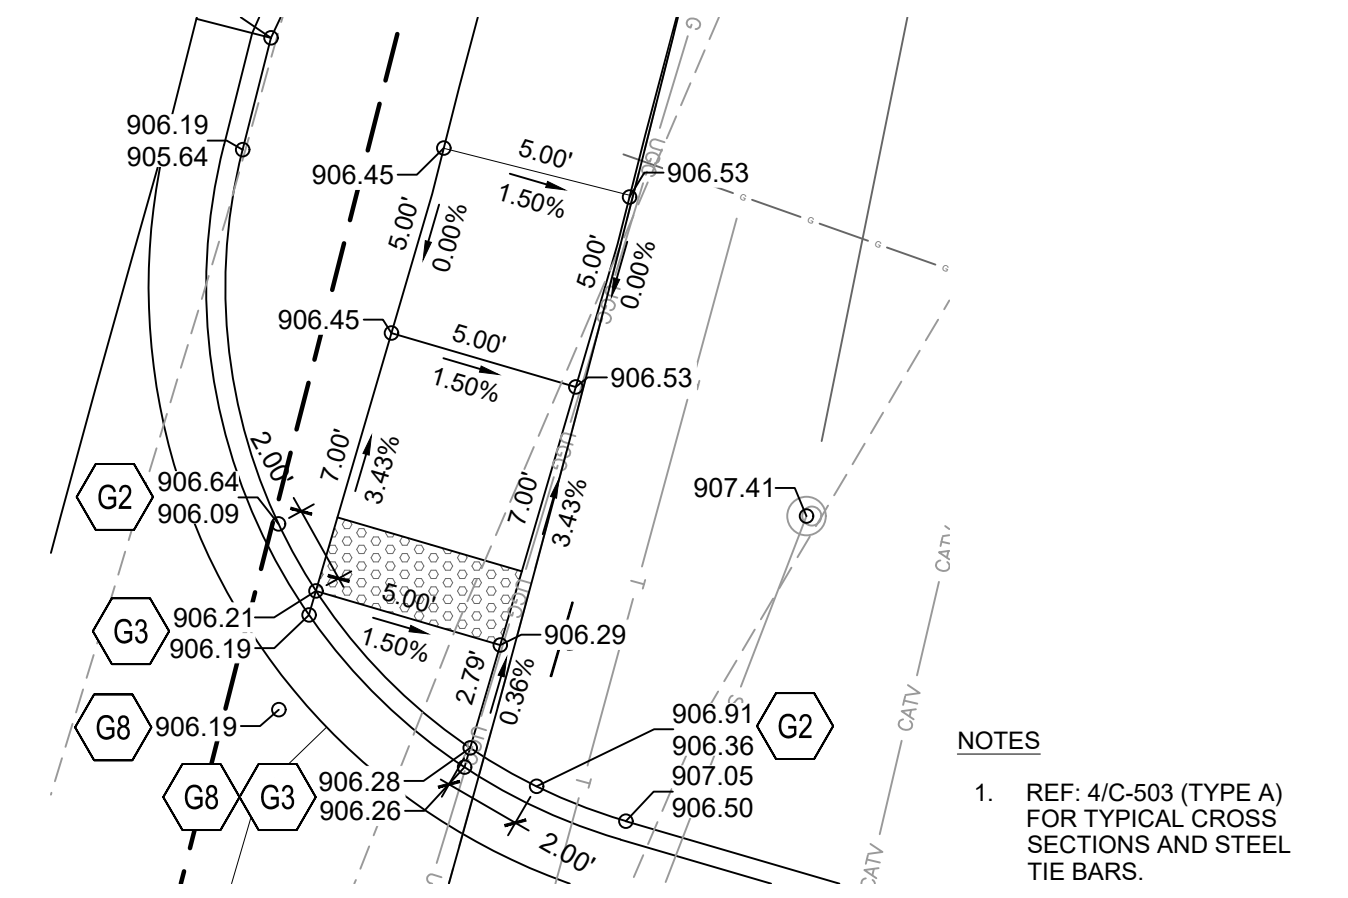 G
906.19
905.64
5.00'
906.45
906.53
1.50%
UGC
G
G
G
G
5.00'
0.00%
5.00'
0.00%
UGC
906.45
5.00'
1.50%
906.53
2.00'
7.00'
3.43%
UGC
7.00'
3.43%
G2
906.64
906.09
907.41
CATV
T
5.00'
UGC
G3
906.21
906.19
1.50%
906.29
2.79'
0.36%
S
G8
906.19
UGC
906.91
906.36
G2
CATV
907.05
906.50
T
G8
G3
906.28
906.26
2.00'
U
CATV
NOTES
1. REF: 4/C-503 (TYPE A)
FOR TYPICAL CROSS
SECTIONS AND STEEL
TIE BARS.